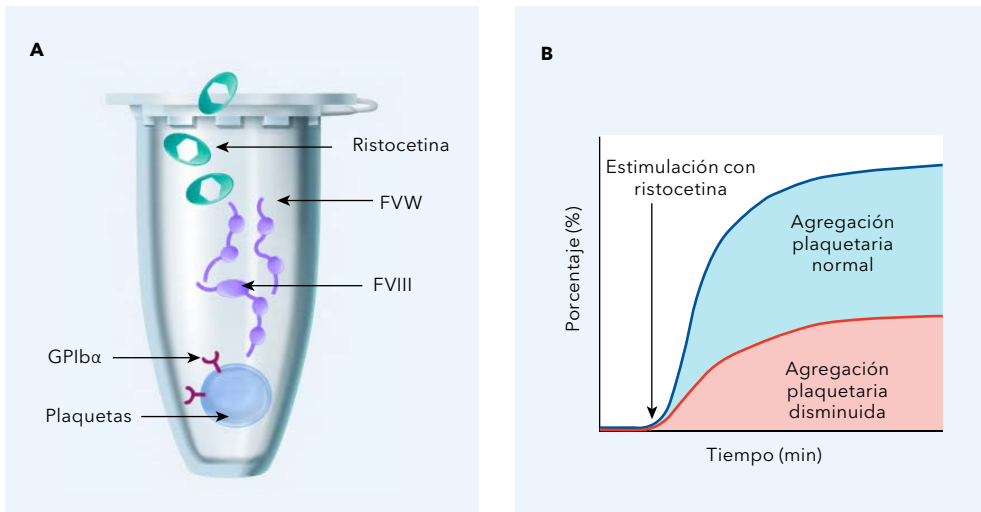 A
Ristocetina
FVW
FVIII
GPIbα
Plaquetas
B
Porcentaje (%)
Estimulación con
ristocetina
Agregación
plaquetaria
normal
Agregación
plaquetaria
disminuida
Tiempo (min)